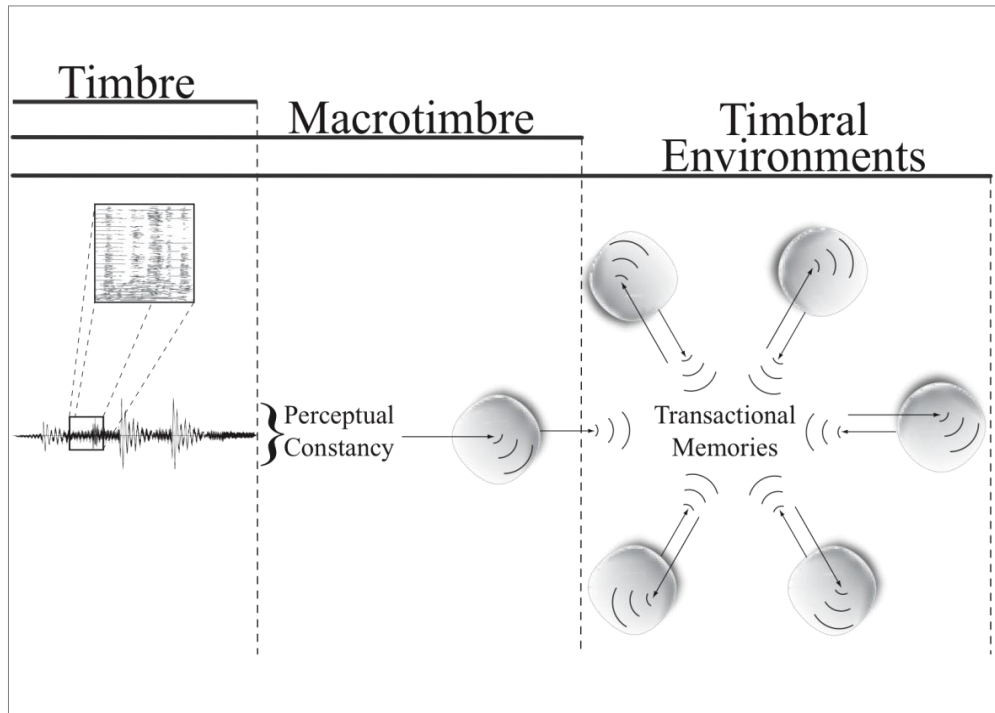 Timbre
Macrotimbre
Timbral
Environments
Perceptual
Constancy
Transactional
Memories